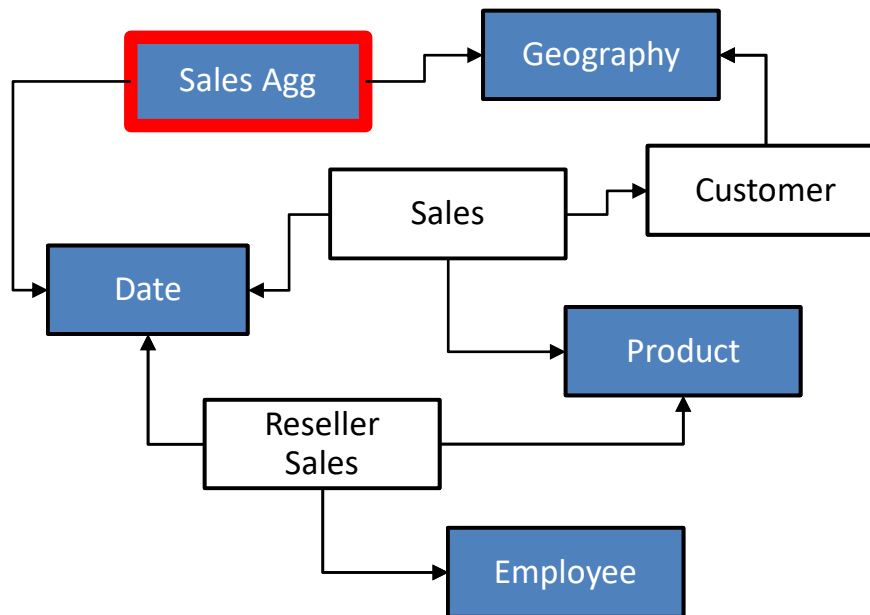 Sales Agg
Geography
Customer
Sales
Date
Product
Reseller
Sales
Employee